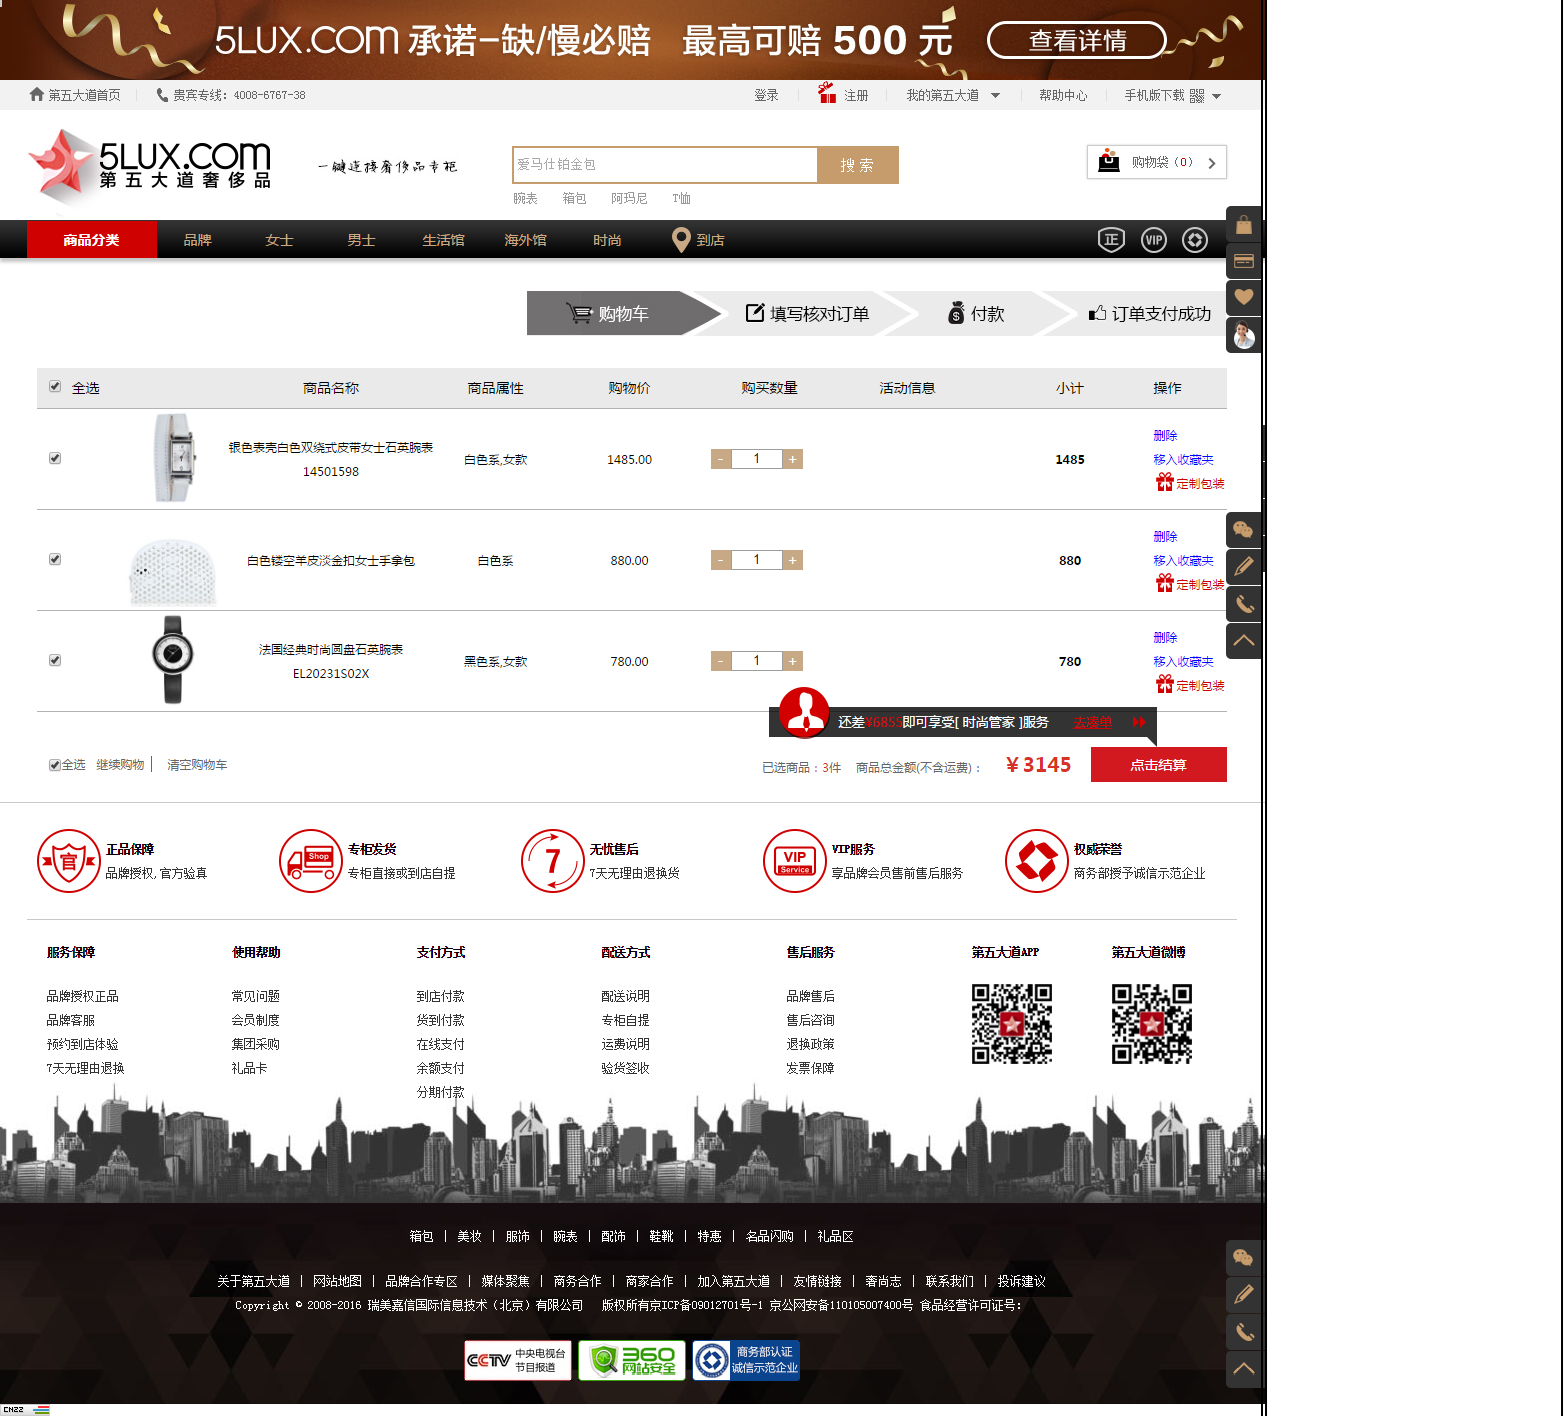 5LUX.COM 承诺-缺/慢必赔 最高可赔 500 元 查看详情
第五大道首页 贵宾专线：4008-6767-38 登录 注册 我的第五大道 帮助中心 手机版下载
5LUX.COM
第五大道奢侈品
一键连接奢侈品专柜
爱马仕铂金包 搜 索
购物袋（0）
腕表 箱包 阿玛尼 T恤
商品分类 品牌 女士 男士 生活馆 海外馆 时尚 到店 正 VIP
购物车 填写核对订单 付款 订单支付成功
全选 商品名称 商品属性 购物价 购买数量 活动信息 小计 操作
银色表壳白色双绕式皮带女士石英腕表
14501598
白色系,女款 1485.00 - 1 + 1485
删除
移入收藏夹
定制包装
白色镂空羊皮淡金扣女士手拿包 白色系 880.00 - 1 + 880
删除
移入收藏夹
定制包装
法国经典时尚圆盘石英腕表
EL20231S02X
黑色系,女款 780.00 - 1 + 780
删除
移入收藏夹
定制包装
还差¥6855即可享受[ 时尚管家 ]服务 去凑单
全选 继续购物 清空购物车 已选商品：3件 商品总金额(不含运费)： ¥3145 点击结算
官 正品保障
品牌授权, 官方验真
Shop 专柜发货
专柜直接或到店自提
7 无忧售后
7天无理由退换货
VIP Service VIP服务
享品牌会员售前售后服务
权威荣誉
商务部授予诚信示范企业
服务保障 使用帮助 支付方式 配送方式 售后服务 第五大道APP 第五大道微博
品牌授权正品 常见问题 到店付款 配送说明 品牌售后
品牌客服 会员制度 货到付款 专柜自提 售后咨询
预约到店体验 集团采购 在线支付 运费说明 退换政策
7天无理由退换 礼品卡 余额支付 验货签收 发票保障
分期付款
箱包 | 美妆 | 服饰 | 腕表 | 配饰 | 鞋靴 | 特惠 | 名品闪购 | 礼品区
关于第五大道 | 网站地图 | 品牌合作专区 | 媒体聚焦 | 商务合作 | 商家合作 | 加入第五大道 | 友情链接 | 奢尚志 | 联系我们 | 投诉建议
Copyright © 2008-2016 瑞美嘉信国际信息技术（北京）有限公司 版权所有京ICP备09012701号-1 京公网安备110105007400号 食品经营许可证号：
CCTV 中央电视台
节目报道
360
网站安全
商务部认证
诚信示范企业
CNZZ